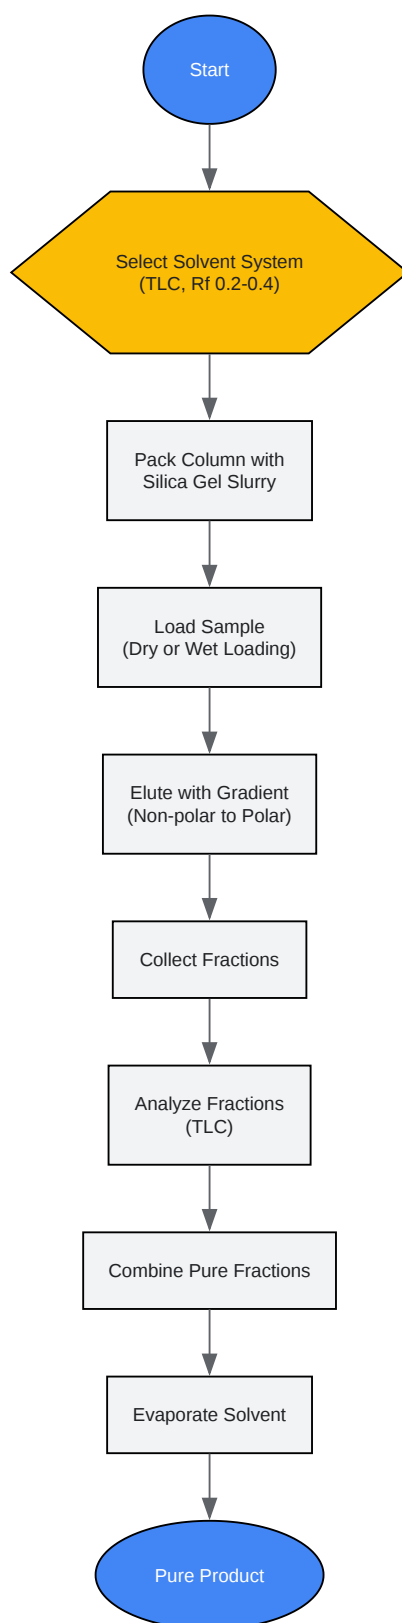 Start
Select Solvent System
(TLC, Rf 0.2-0.4)
Pack Column with
Silica Gel Slurry
Load Sample
(Dry or Wet Loading)
Elute with Gradient
(Non-polar to Polar)
Collect Fractions
Analyze Fractions
(TLC)
Combine Pure Fractions
Evaporate Solvent
Pure Product